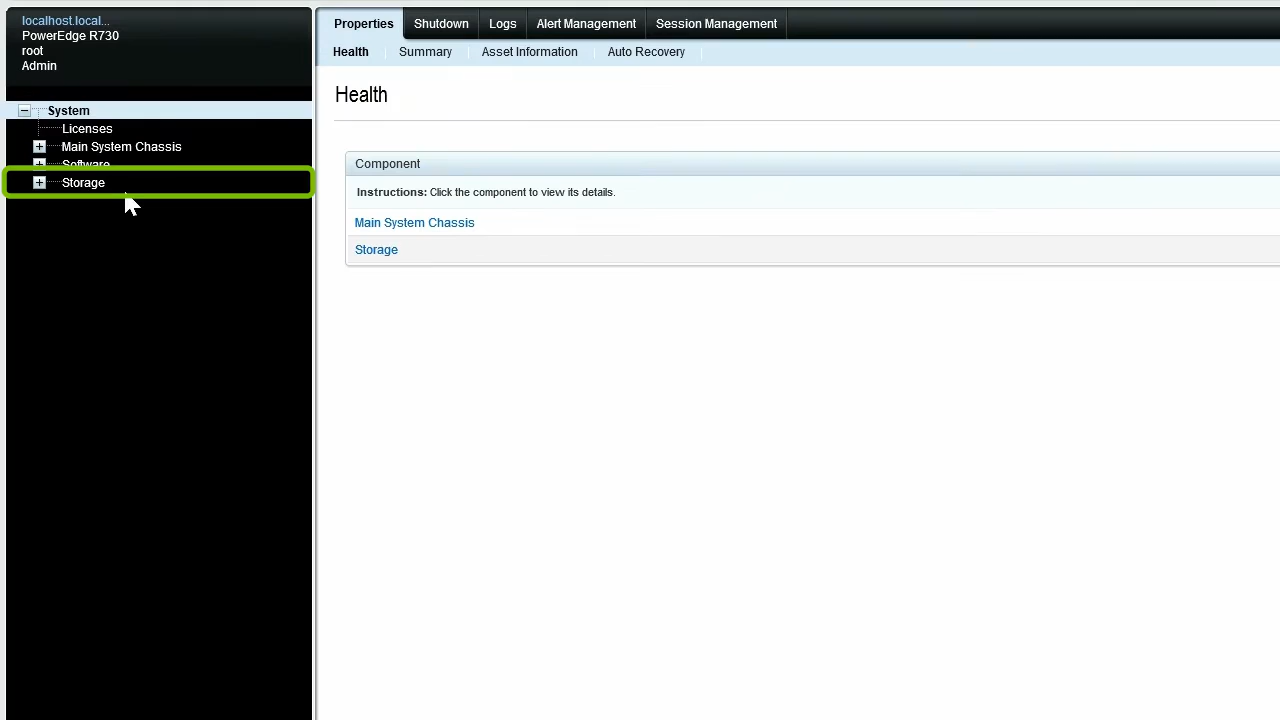 localhost.local...
PowerEdge R730
root
Admin
System
Licenses
Main System Chassis
Software
Storage
Properties Shutdown Logs Alert Management Session Management
Health Summary Asset Information Auto Recovery
Health
Component
Instructions: Click the component to view its details.
Main System Chassis
Storage